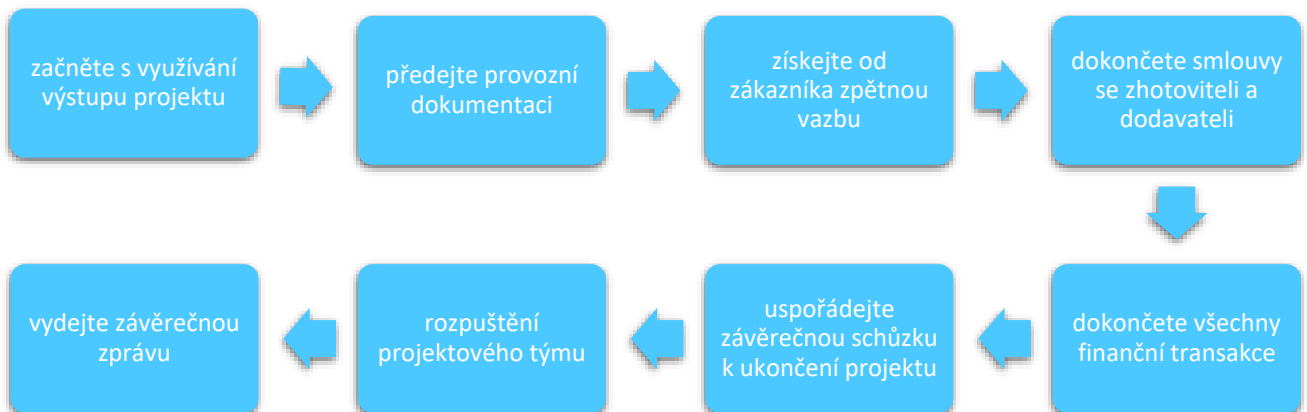 začněte s využívání
výstupu projektu
předejte provozní
dokumentaci
získejte od
zákazníka zpětnou
vazbu
dokončete smlouvy
se zhotoviteli a
dodavateli
dokončete všechny
finanční transakce
uspořádejte
závěrečnou schůzku
k ukončení projektu
rozpuštění
projektového týmu
vydejte závěrečnou
zprávu